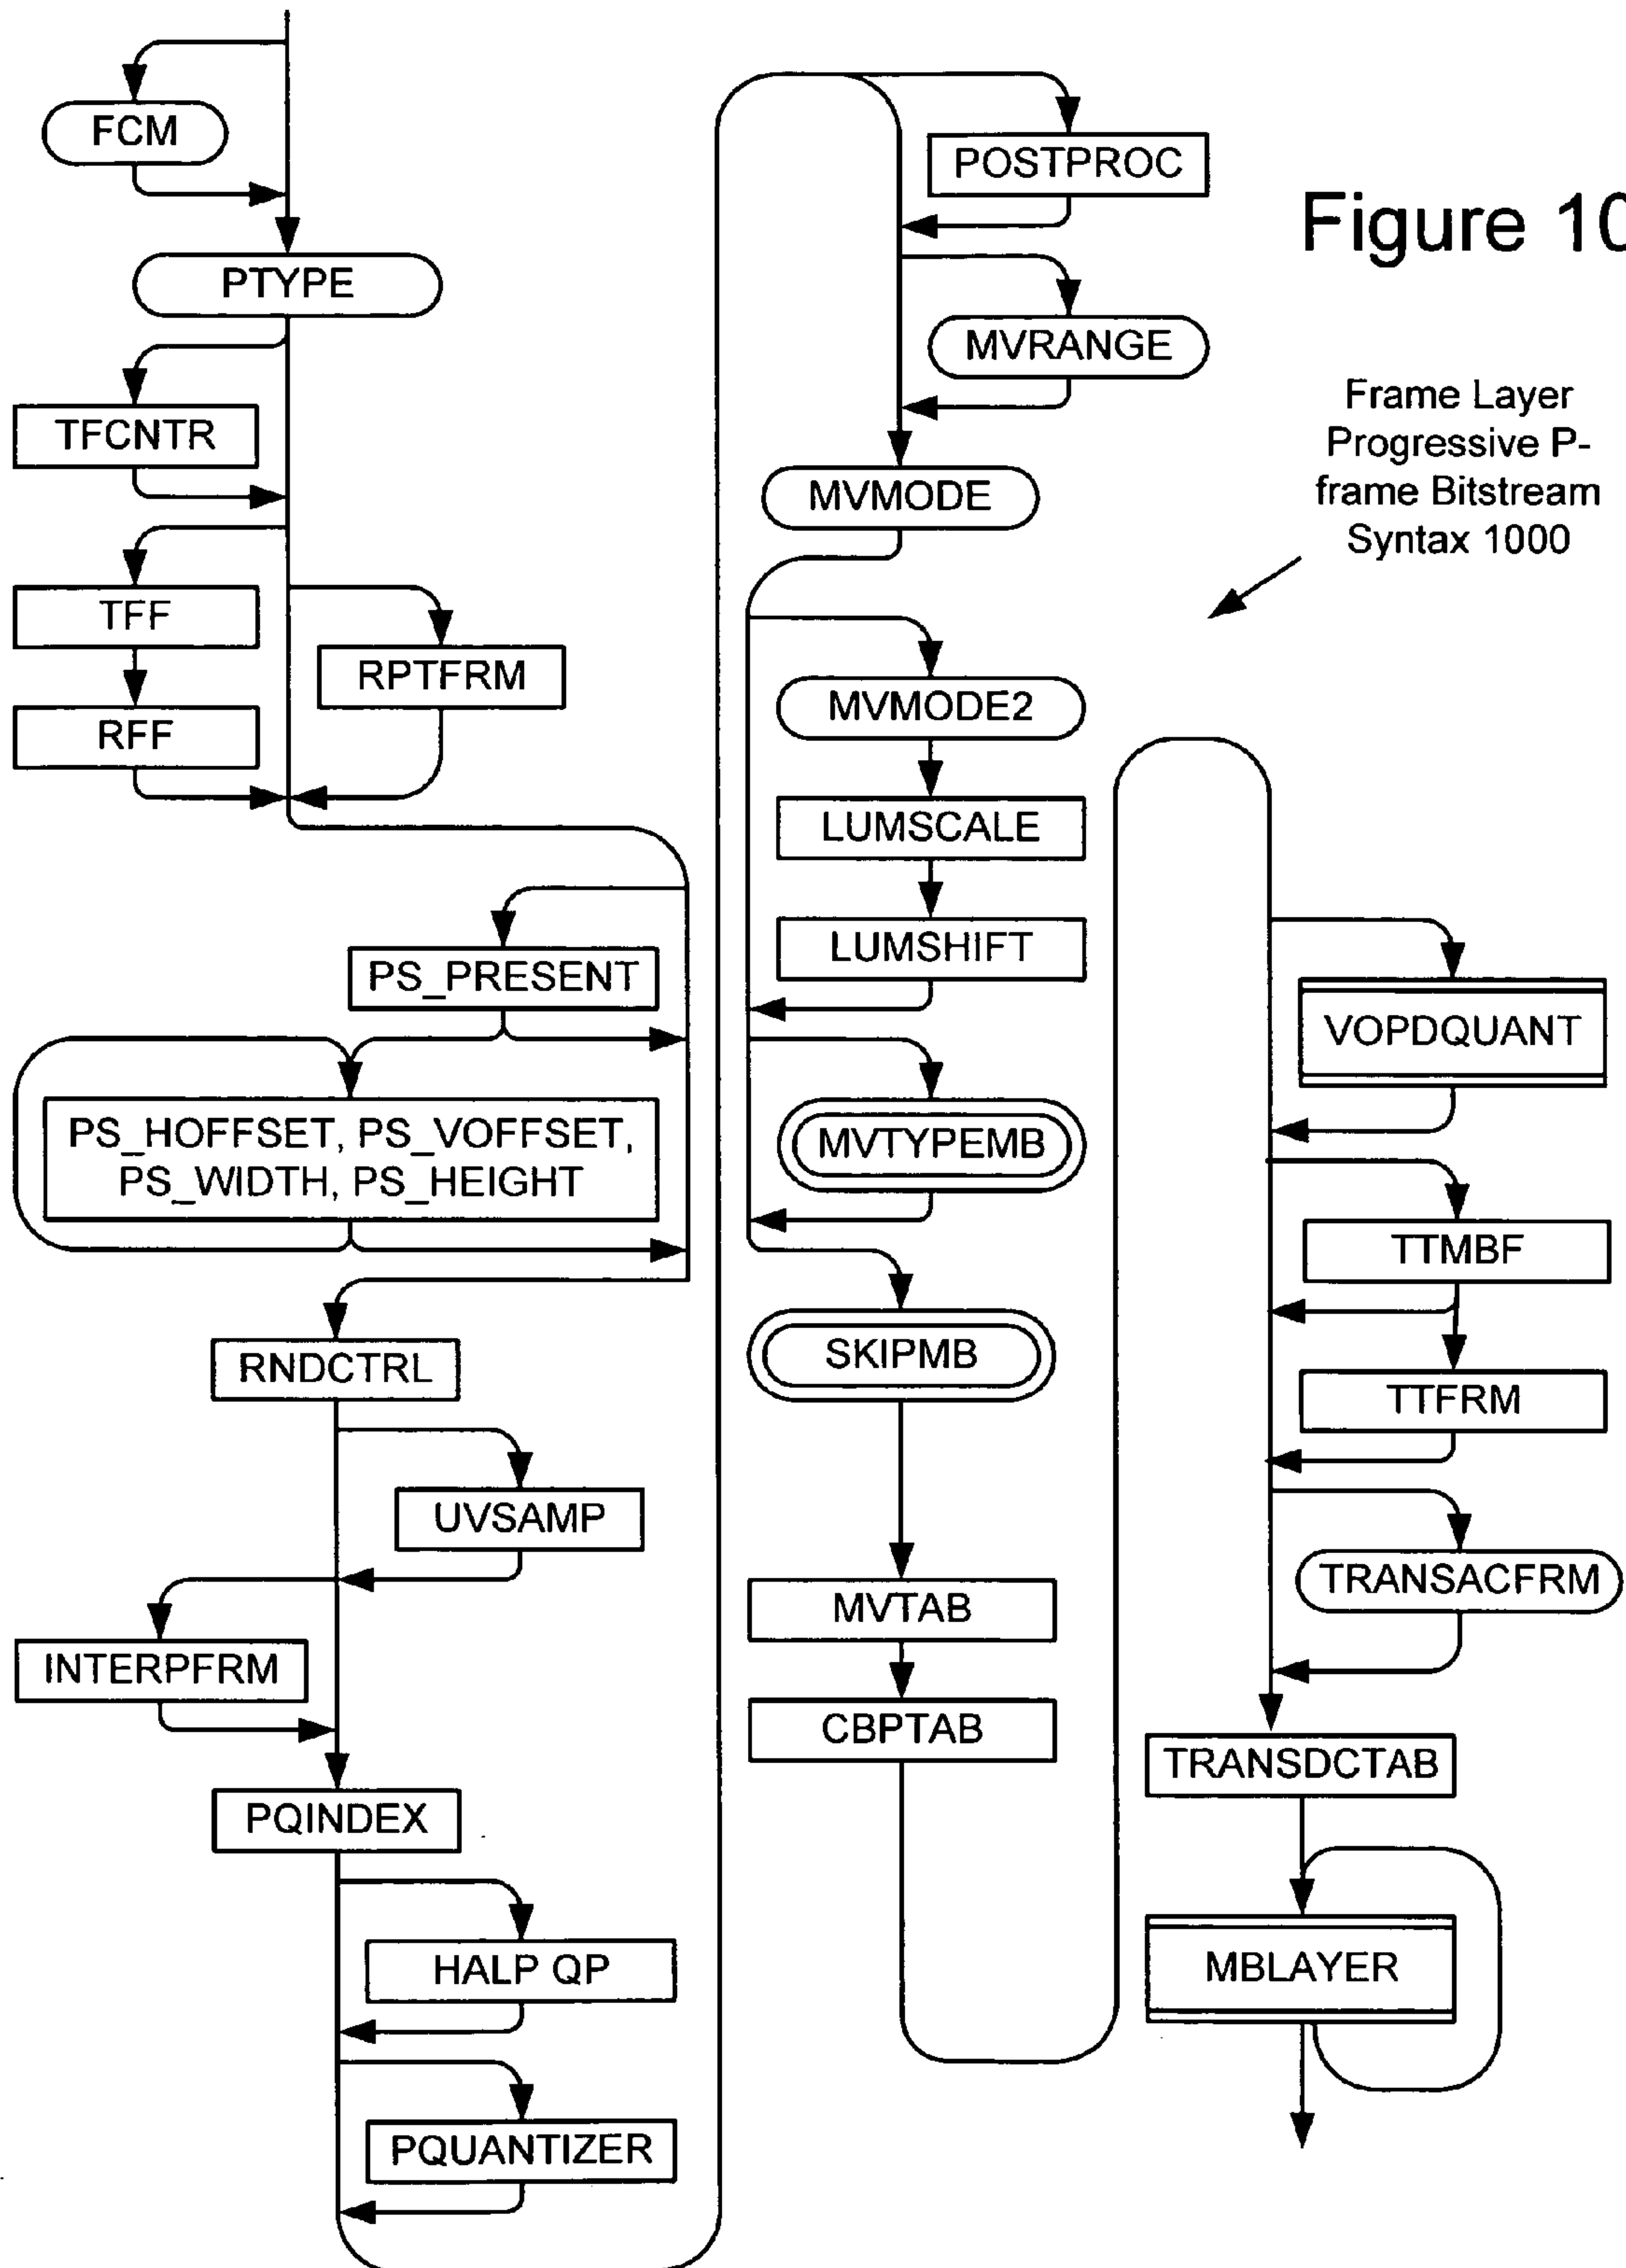 FCM
PTYPE
TFCNTR
TFF
RPTFRM
RFF
PS_PRESENT
PS_HOFFSET, PS_VOFFSET,
PS_WIDTH, PS_HEIGHT
RNDCTRL
UVSAMP
INTERPFRM
PQINDEX
HALP QP
PQUANTIZER
POSTPROC
MVRANGE
MVMODE
MVMODE2
LUMSCALE
LUMSHIFT
MVTYPEMB
SKIPMB
MVTAB
CBPTAB
Figure 10
Frame Layer
Progressive P-
frame Bitstream
Syntax 1000
VOPDQUANT
TTMBF
TTFRM
TRANSACFRM
TRANSDCTAB
MBLAYER